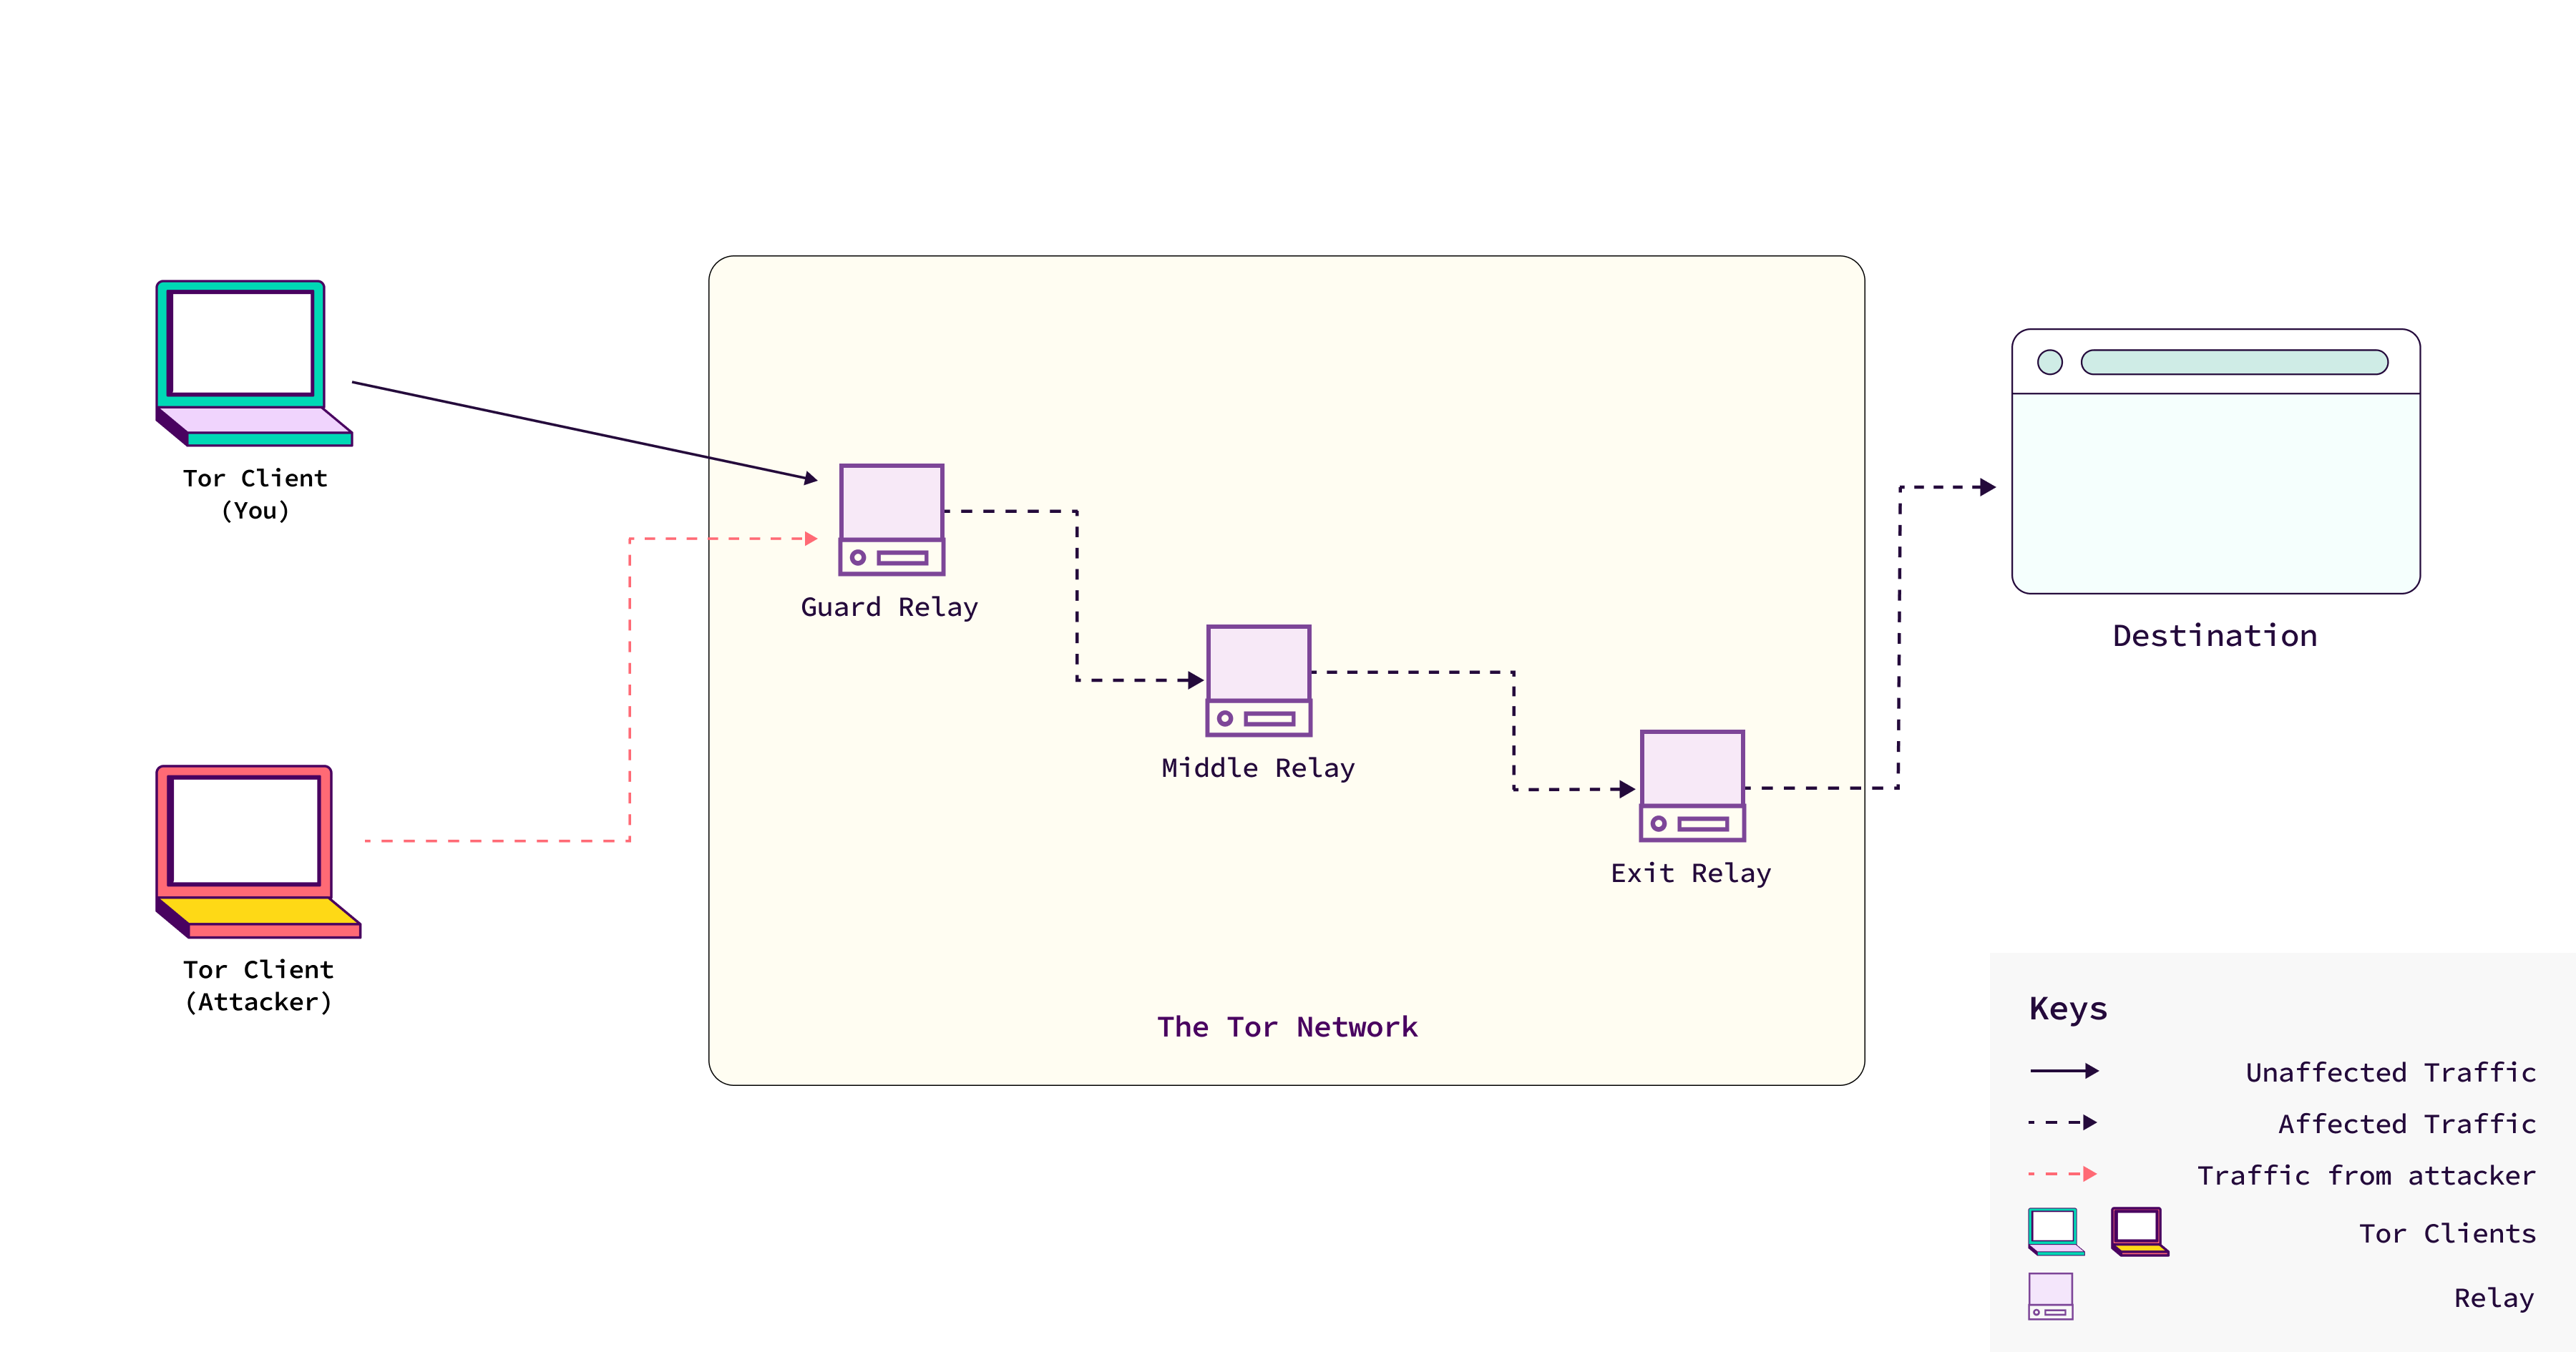 Tor Client
(You)
Guard Relay
Middle Relay
Exit Relay
Destination
Tor Client
(Attacker)
The Tor Network
Keys
Unaffected Traffic
Affected Traffic
Traffic from attacker
Tor Clients
Relay